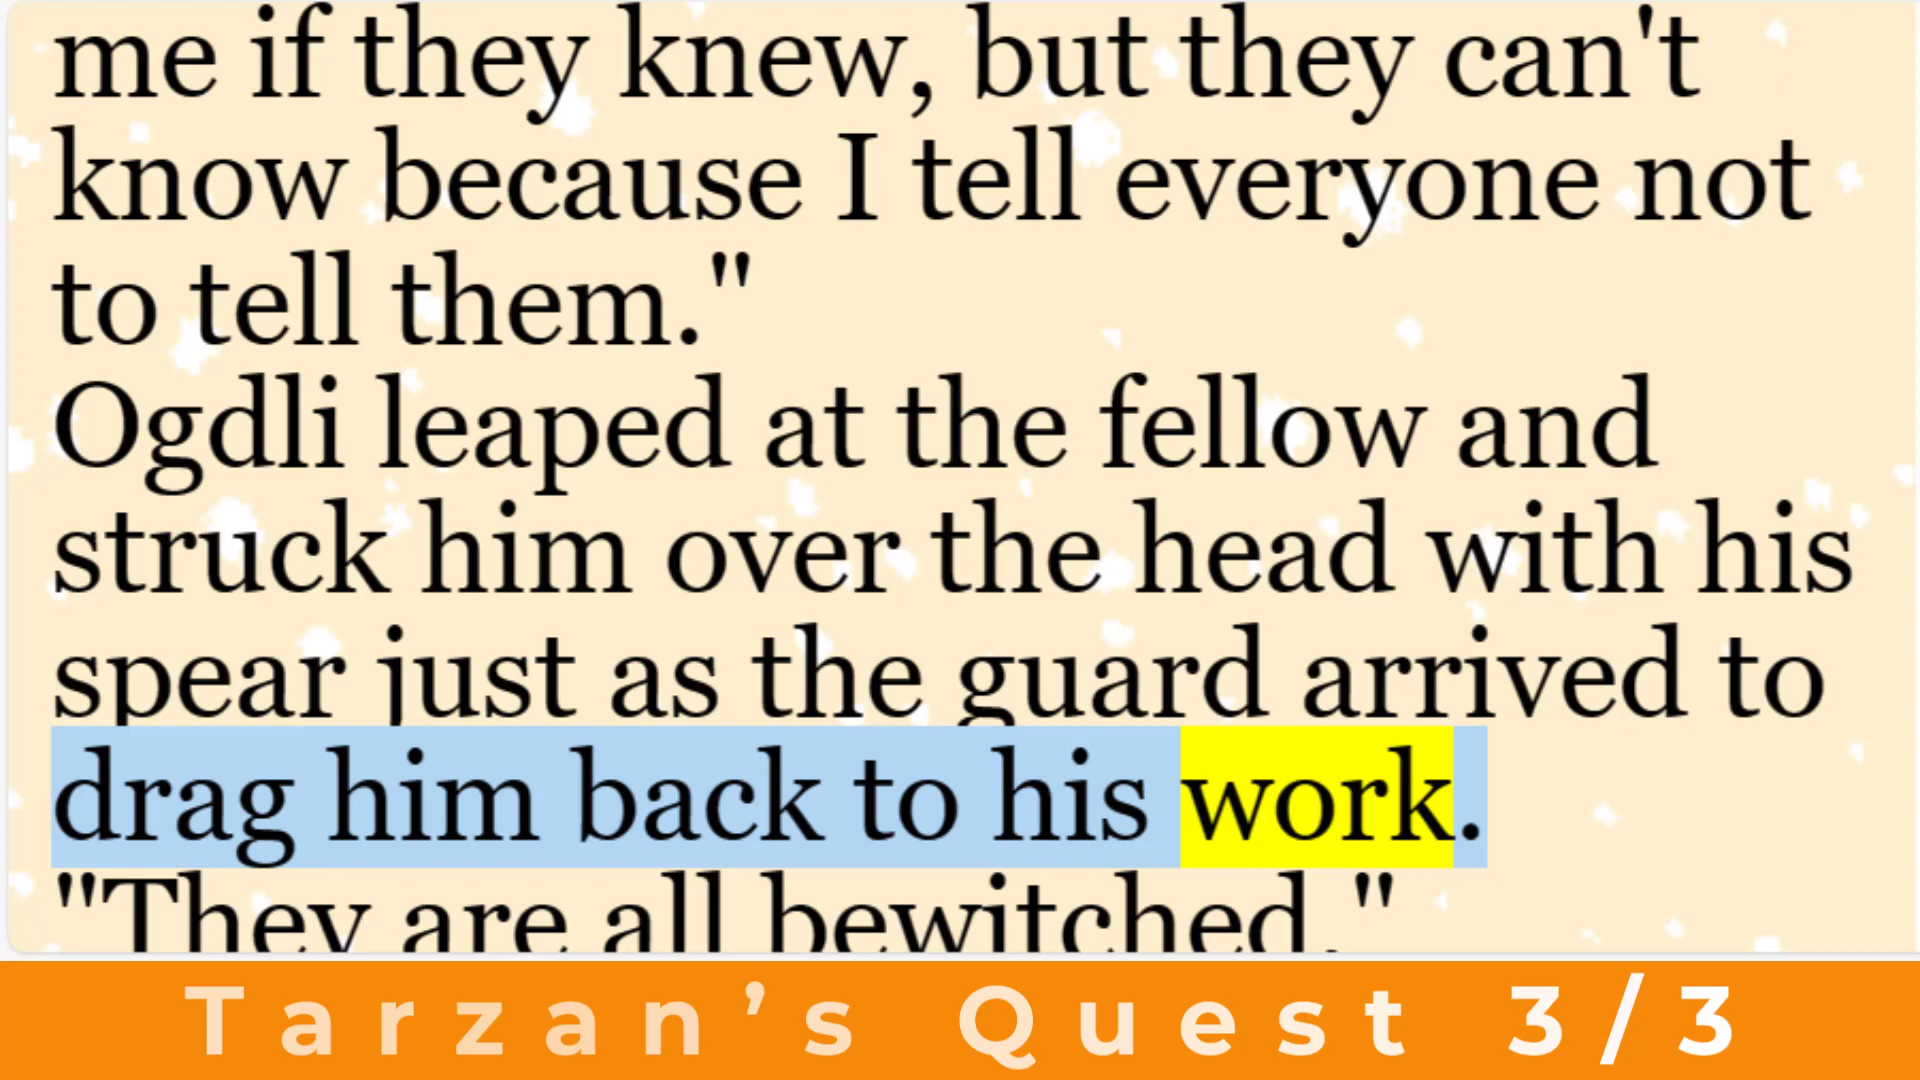 me if they knew, but they can't
know because I tell everyone not
to tell them."
Ogdli leaped at the fellow and
struck him over the head with his
spear just as the guard arrived to
drag him back to his work.
"They are all bewitched."
Tarzan’s Quest 3/3